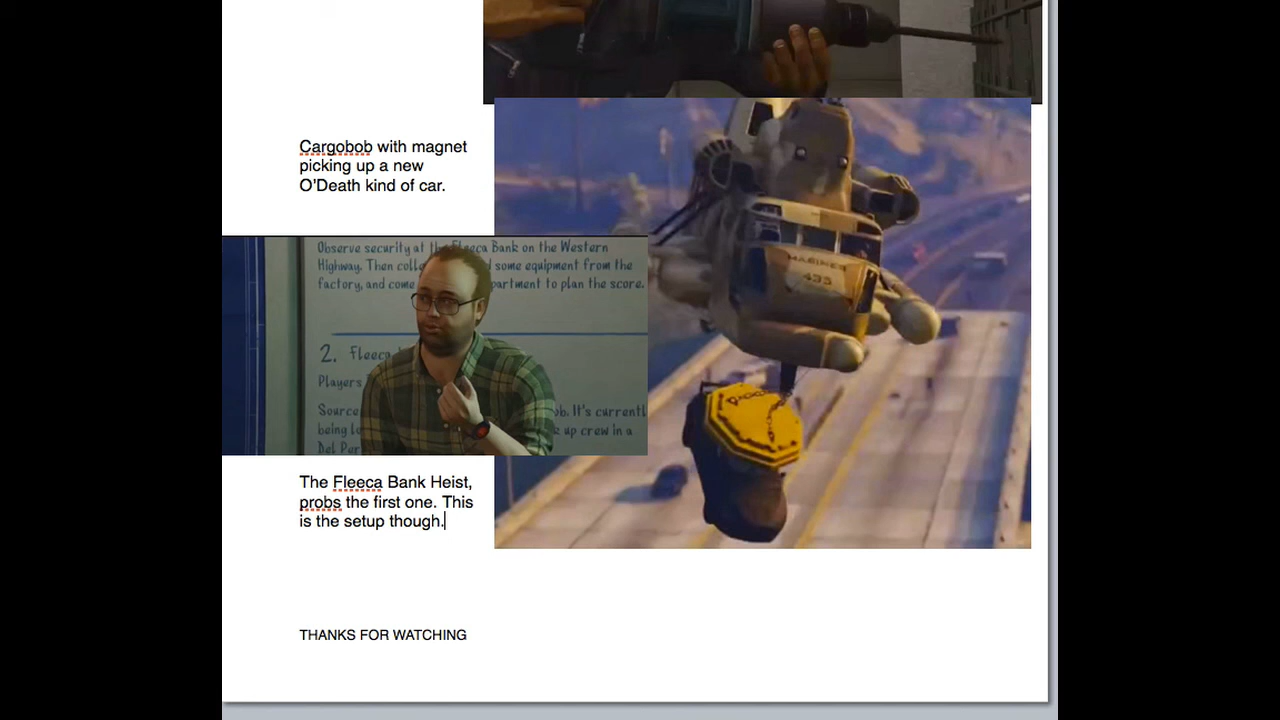 Cargobob with magnet
picking up a new
O'Death kind of car.
MARINES
433
Observe security at the Fleeca Bank on the Western
Highway. Then some equipment from the
factory, and come partment to plan the score.
2. Fleeca
Players
Source ob. It's currentl
being up crew in a
Del Per
The Fleeca Bank Heist,
probs the first one. This
is the setup though.
THANKS FOR WATCHING